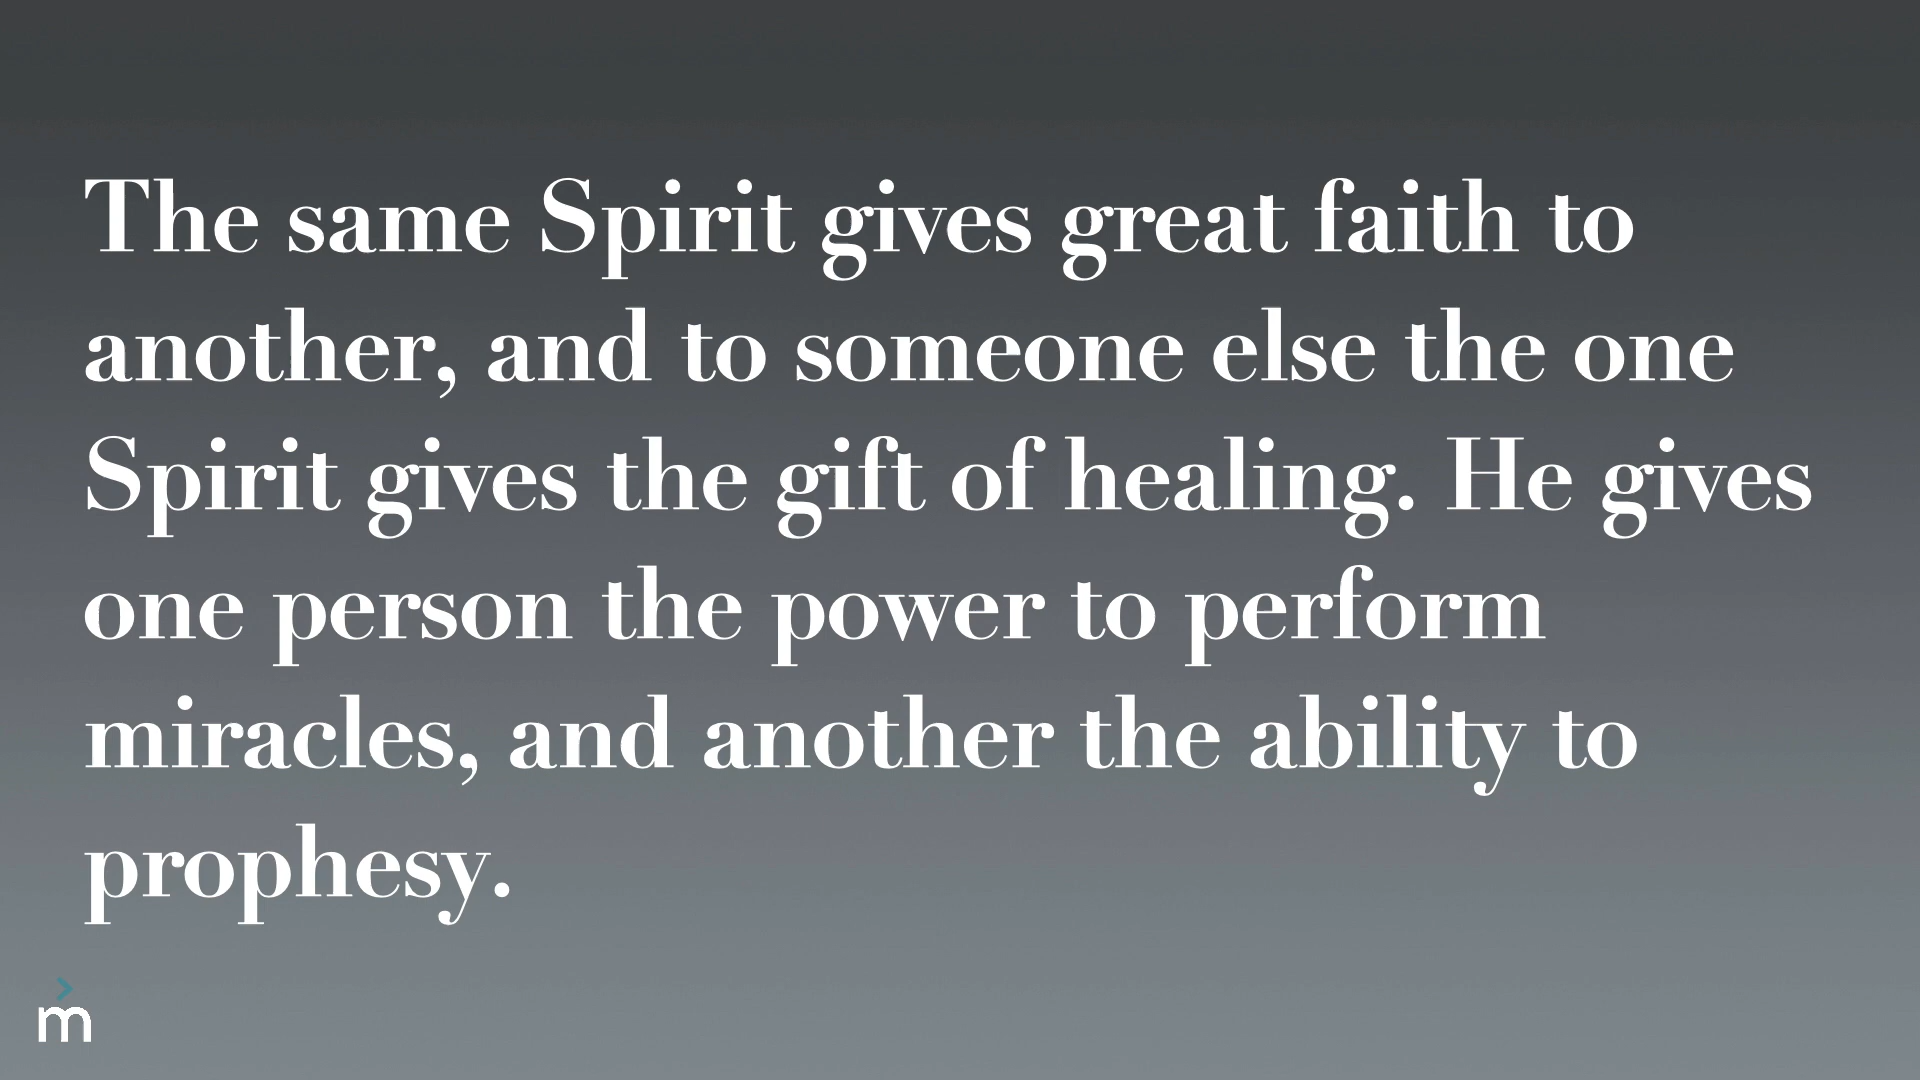 The same Spirit gives great faith to
another, and to someone else the one
Spirit gives the gift of healing. He gives
one person the power to perform
miracles, and another the ability to
prophesy.
m